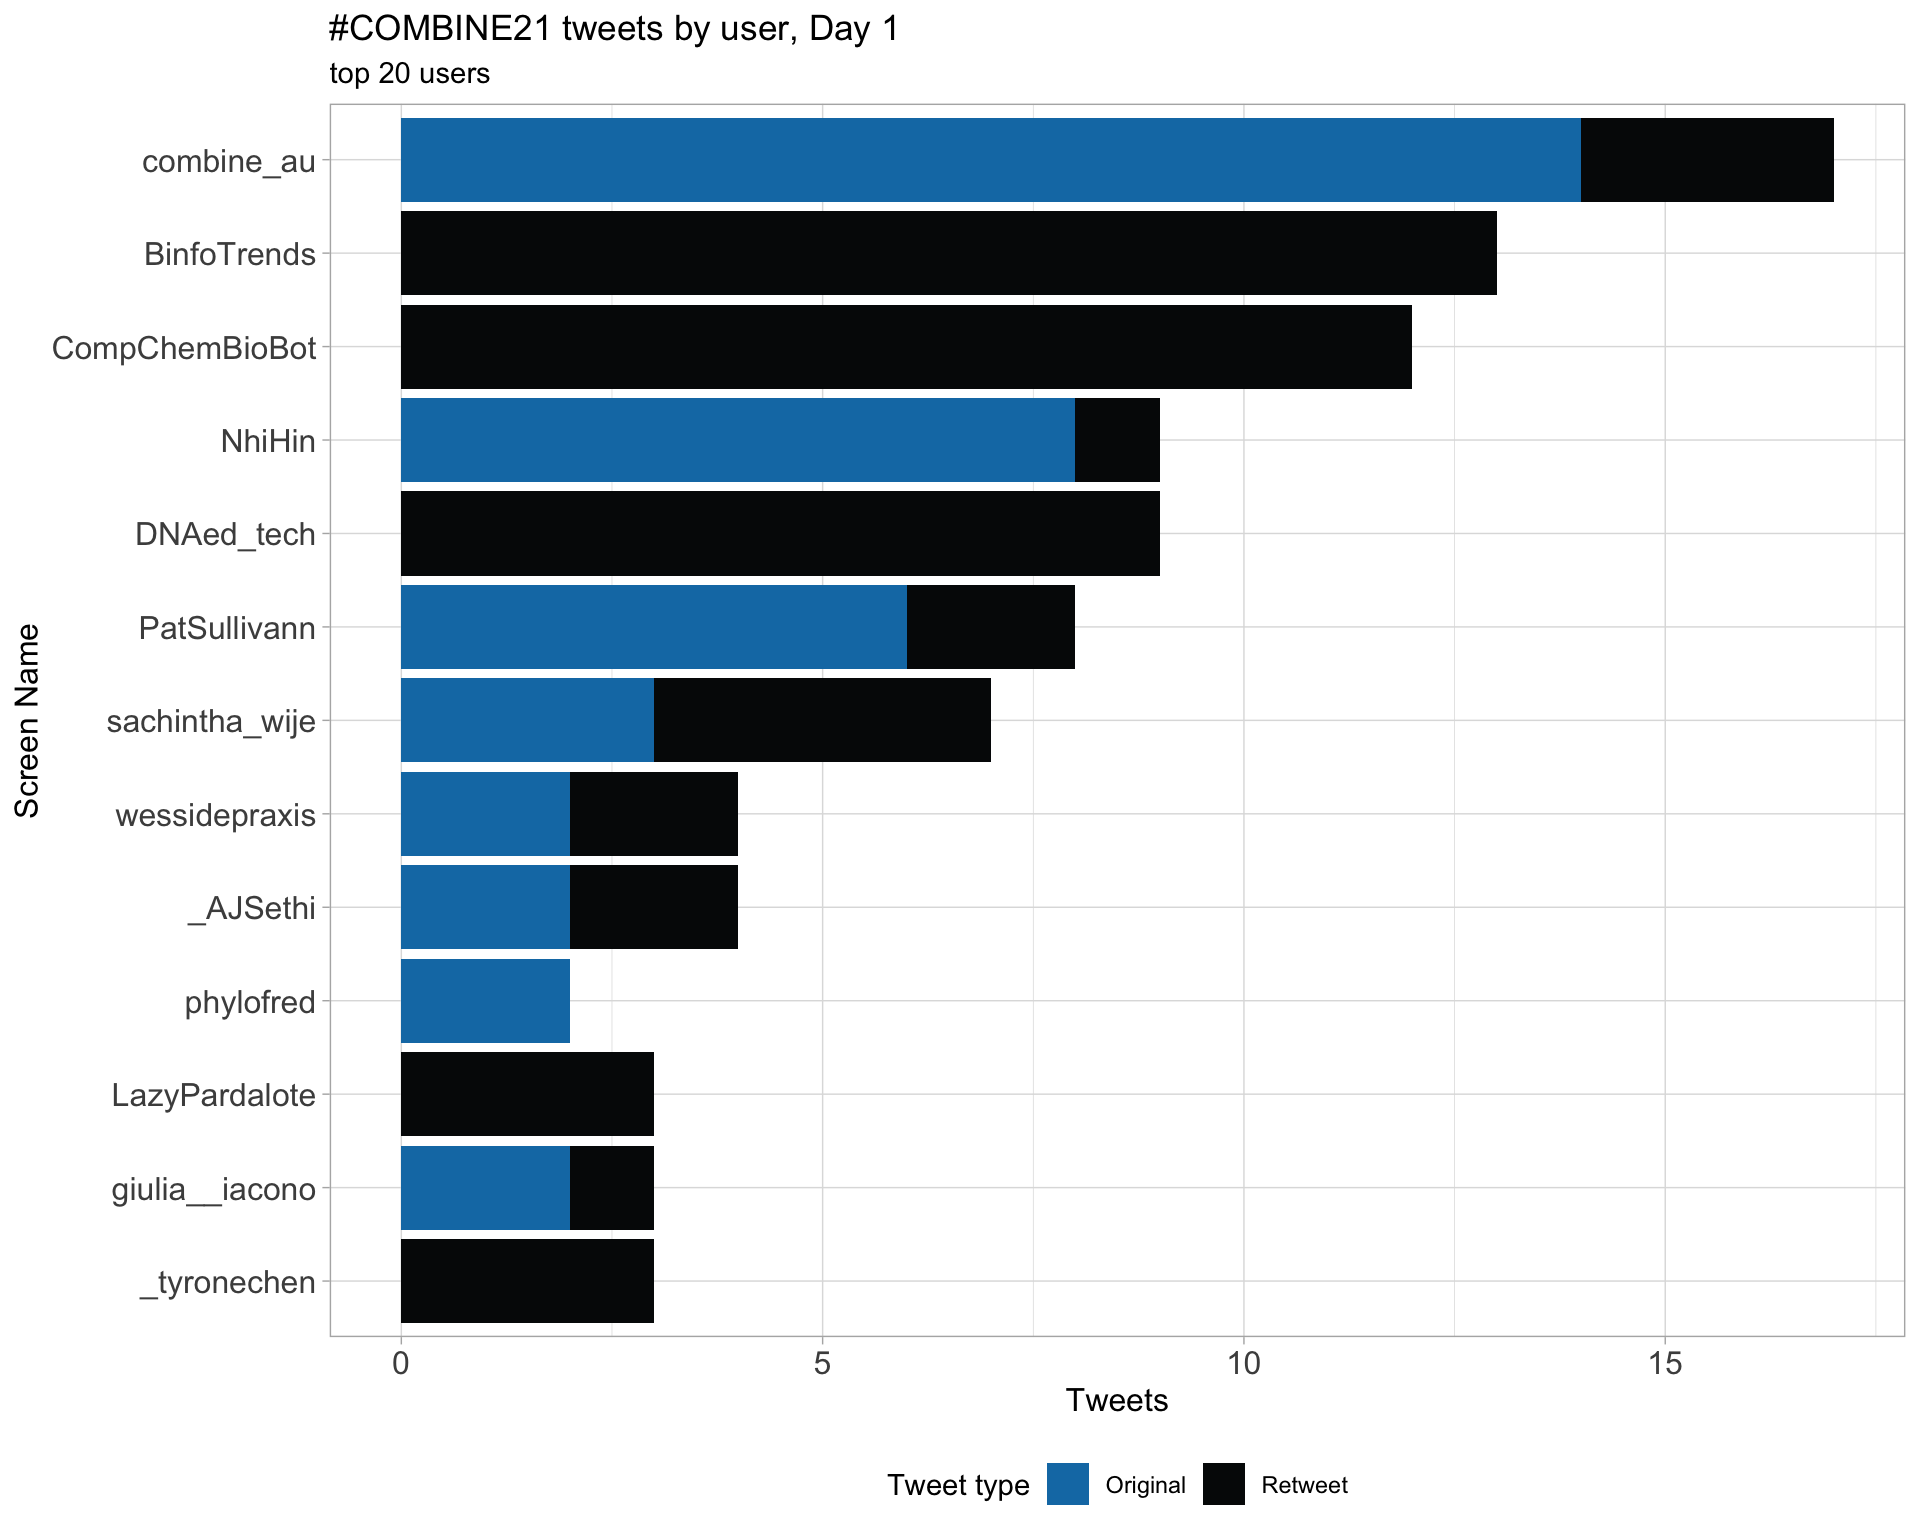 #COMBINE21 tweets by user, Day 1
top 20 users
Screen Name
combine_au
BinfoTrends
CompChemBioBot
NhiHin
DNAed_tech
PatSullivann
sachintha_wije
wessidepraxis
_AJSethi
phylofred
LazyPardalote
giulia__iacono
_tyronechen
0 5 10 15
Tweets
Tweet type Original Retweet